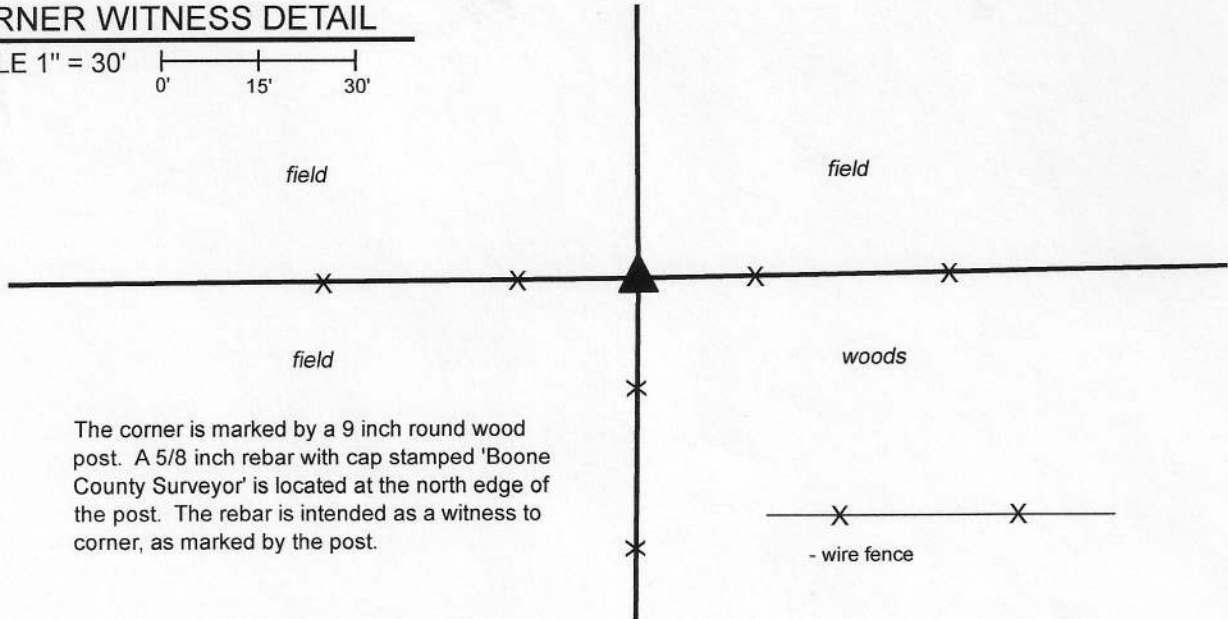 RNER WITNESS DETAIL
LE 1" = 30'
0' 15' 30'
field
field
field
woods
The corner is marked by a 9 inch round wood
post. A 5/8 inch rebar with cap stamped 'Boone
County Surveyor' is located at the north edge of
the post. The rebar is intended as a witness to
corner, as marked by the post.
- wire fence